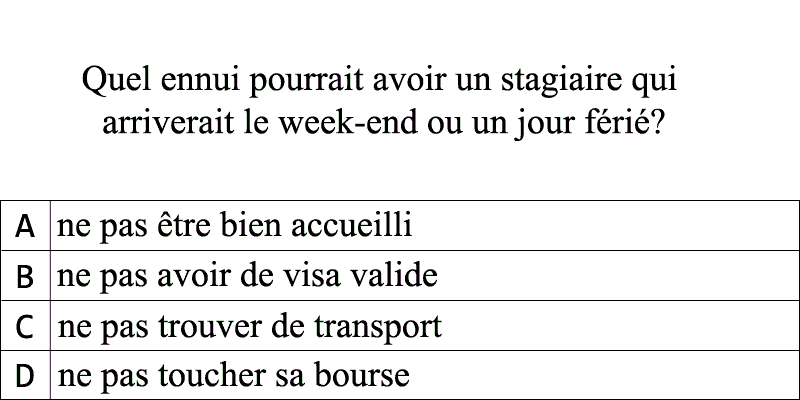 Quel ennui pourrait avoir un stagiaire qui
arriverait le week-end ou un jour férié?
A ne pas être bien accueilli
B ne pas avoir de visa valide
C ne pas trouver de transport
D ne pas toucher sa bourse